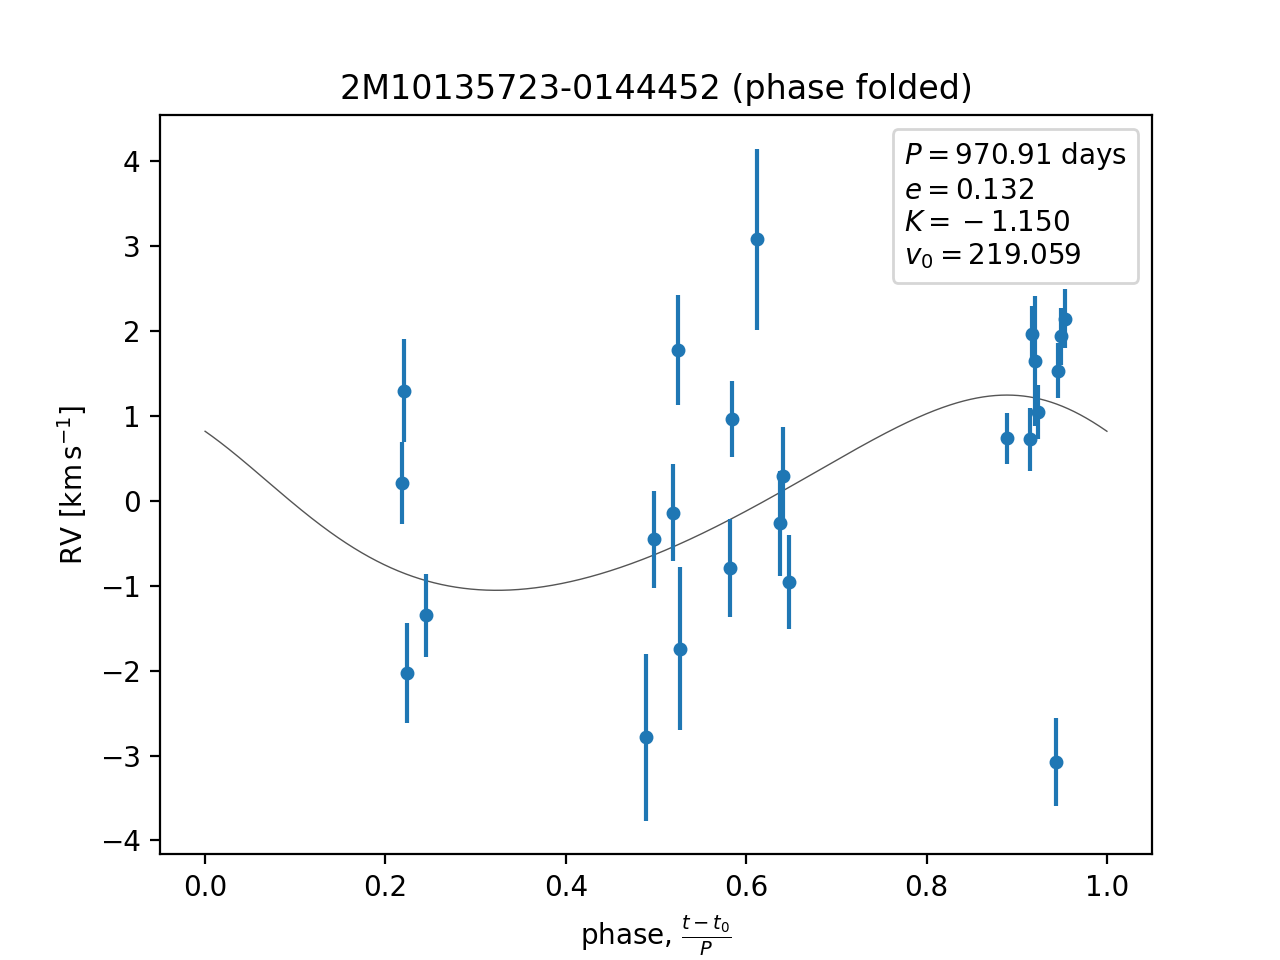 2M10135723-0144452 (phase folded)
P = 970.91 days
e = 0.132
K = −1.150
v₀ = 219.059
4
3
2
1
0
−1
−2
−3
−4
RV [km s⁻¹]
0.0 0.2 0.4 0.6 0.8 1.0
phase, (t − t₀)/P